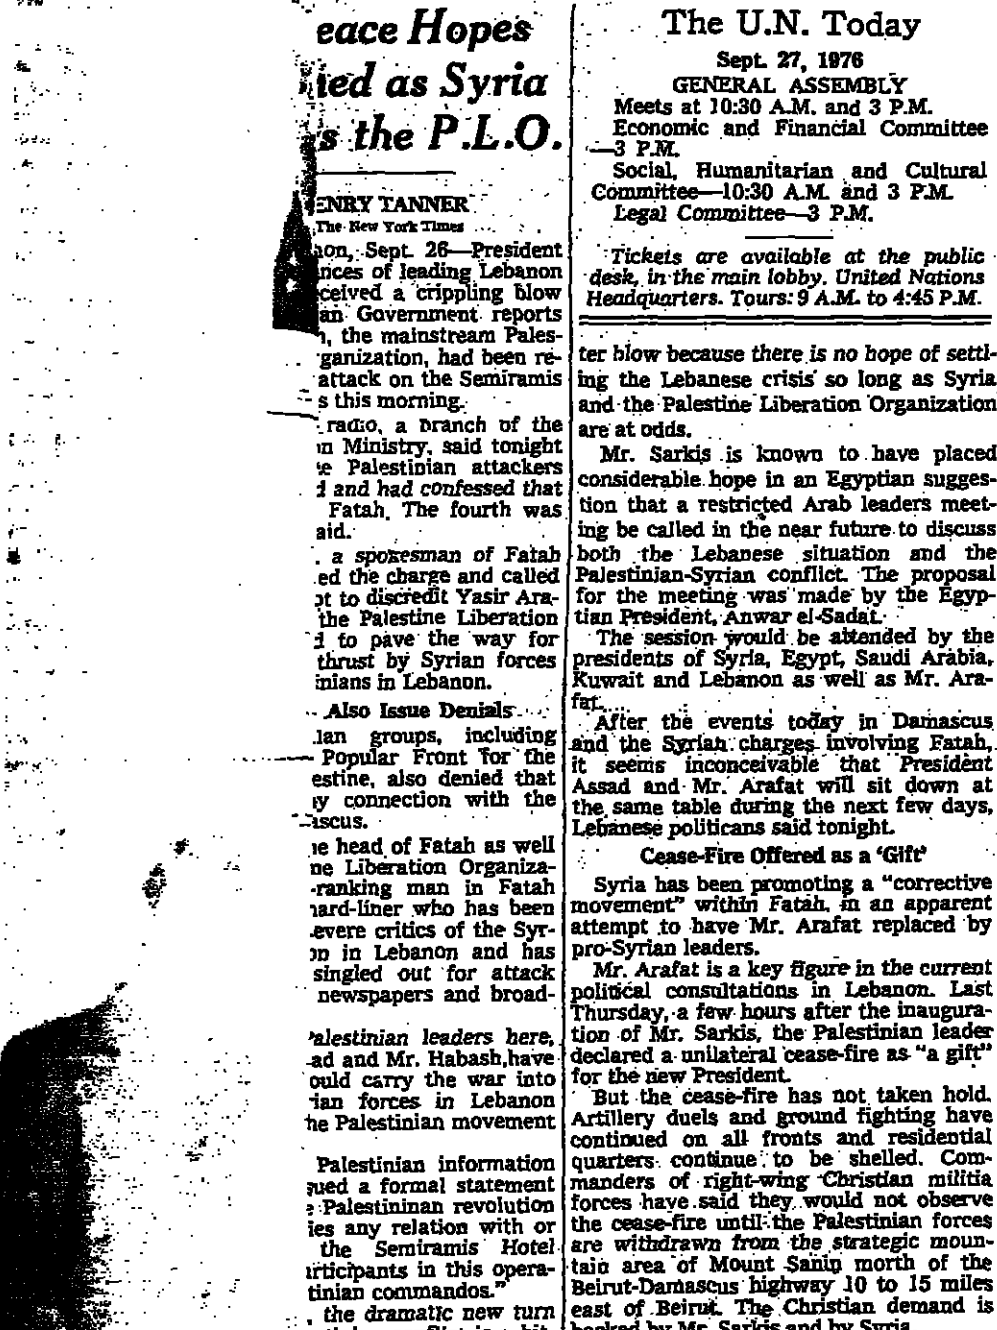 eace Hopes
ed as Syria
s the P.L.O.
ENRY TANNER
The New York Times
non, Sept. 26—President
nces of leading Lebanon
ceived a crippling blow
an Government reports
, the mainstream Pales-
ganization, had been re-
attack on the Semiramis
s this morning.
radio, a branch of the
n Ministry, said tonight
e Palestinian attackers
d and had confessed that
Fatah. The fourth was
aid.
a spokesman of Fatah
ed the charge and called
pt to discredit Yasir Ara-
the Palestine Liberation
d to pave the way for
thrust by Syrian forces
inians in Lebanon.
Also Issue Denials
ian groups, including
Popular Front for the
estine, also denied that
ny connection with the
ascus.
he head of Fatah as well
ne Liberation Organiza-
-ranking man in Fatah
hard-liner who has been
evere critics of the Syr-
on in Lebanon and has
singled out for attack
newspapers and broad-
Palestinian leaders here,
ad and Mr. Habash, have
ould carry the war into
ian forces in Lebanon
he Palestinian movement
Palestinian information
sued a formal statement
e Palestininan revolution
ies any relation with or
the Semiramis Hotel
rticipants in this opera-
tinian commandos."
the dramatic new turn
The U.N. Today
Sept. 27, 1976
GENERAL ASSEMBLY
Meets at 10:30 A.M. and 3 P.M.
Economic and Financial Committee
—3 P.M.
Social, Humanitarian and Cultural
Committee—10:30 A.M. and 3 P.M.
Legal Committee—3 P.M.
Tickets are available at the public
desk, in the main lobby, United Nations
Headquarters. Tours: 9 A.M. to 4:45 P.M.
ter blow because there is no hope of settl-
ing the Lebanese crisis so long as Syria
and the Palestine Liberation Organization
are at odds.
Mr. Sarkis is known to have placed
considerable hope in an Egyptian sugges-
tion that a restricted Arab leaders meet-
ing be called in the near future to discuss
both the Lebanese situation and the
Palestinian-Syrian conflict. The proposal
for the meeting was made by the Egyp-
tian President, Anwar el-Sadat.
The session would be attended by the
presidents of Syria, Egypt, Saudi Arabia,
Kuwait and Lebanon as well as Mr. Ara-
fat.
After the events today in Damascus
and the Syrian charges involving Fatah,
it seems inconceivable that President
Assad and Mr. Arafat will sit down at
the same table during the next few days,
Lebanese politicans said tonight.
Cease-Fire Offered as a 'Gift'
Syria has been promoting a "corrective
movement" within Fatah, in an apparent
attempt to have Mr. Arafat replaced by
pro-Syrian leaders.
Mr. Arafat is a key figure in the current
political consultations in Lebanon. Last
Thursday, a few hours after the inaugura-
tion of Mr. Sarkis, the Palestinian leader
declared a unilateral cease-fire as "a gift"
for the new President.
But the cease-fire has not taken hold.
Artillery duels and ground fighting have
continued on all fronts and residential
quarters continue to be shelled. Com-
manders of right-wing Christian militia
forces have said they would not observe
the cease-fire until the Palestinian forces
are withdrawn from the strategic moun-
tain area of Mount Sanin morth of the
Beirut-Damascus highway 10 to 15 miles
east of Beirut. The Christian demand is
backed by Mr. Sarkis and by Syria.